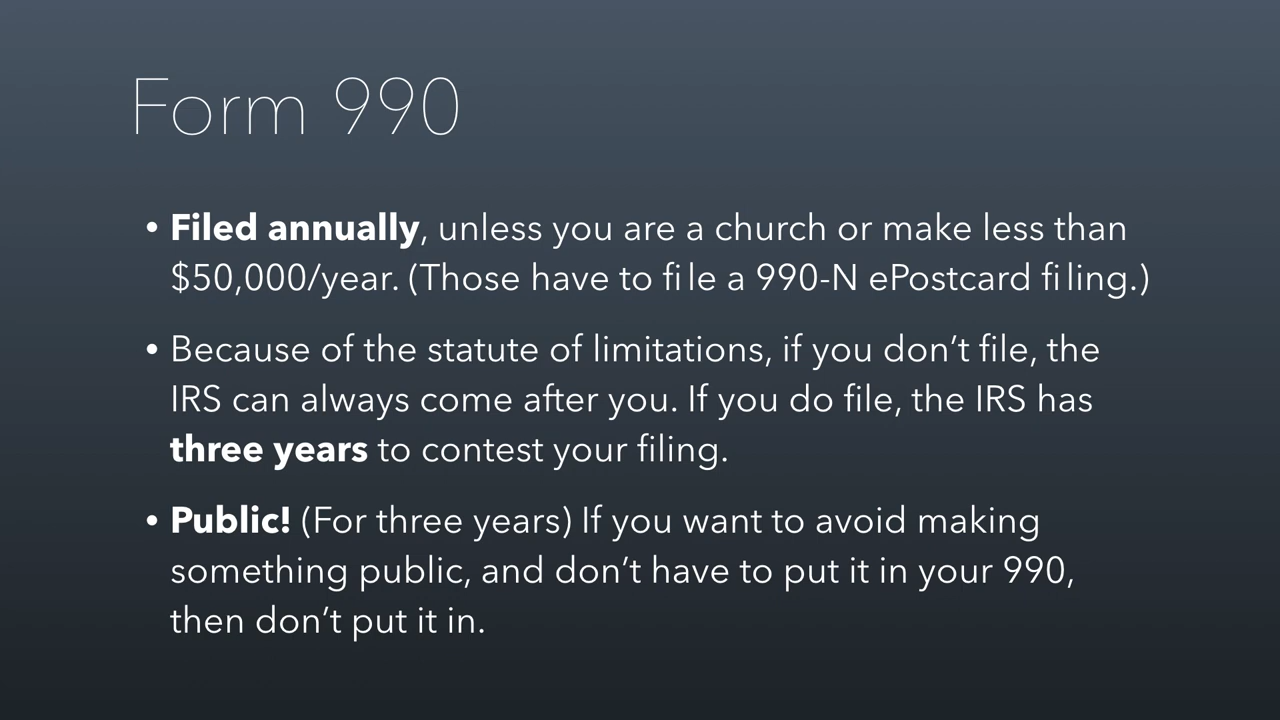 Form 990
• Filed annually, unless you are a church or make less than
$50,000/year. (Those have to file a 990-N ePostcard filing.)
• Because of the statute of limitations, if you don’t file, the
IRS can always come after you. If you do file, the IRS has
three years to contest your filing.
• Public! (For three years) If you want to avoid making
something public, and don’t have to put it in your 990,
then don’t put it in.